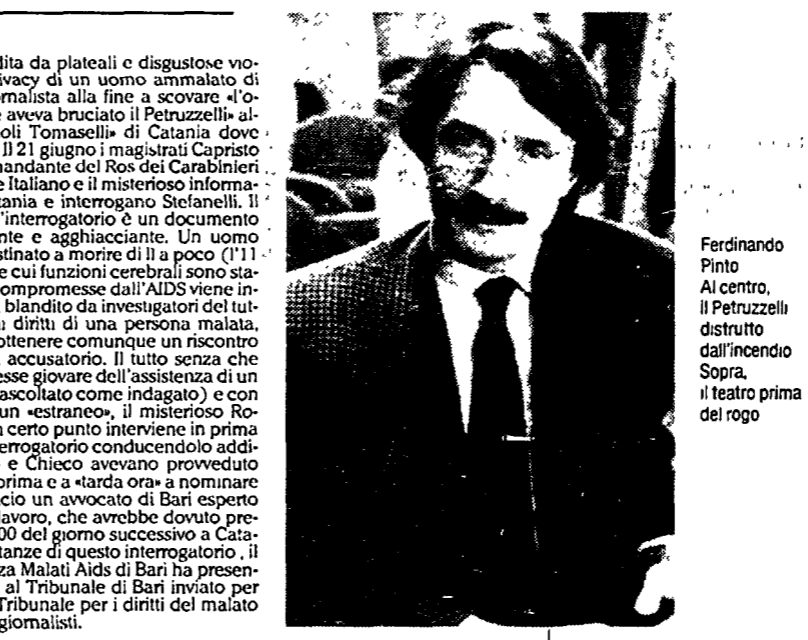 dita da plateali e disgustose vio-
ivacy di un uomo ammalato di
rnalista alla fine a scovare «l'o-
e aveva bruciato il Petruzzelli» al-
oli Tomaselli» di Catania dove
Il 21 giugno i magistrati Capristo
mandante del Ros dei Carabinieri
e Italiano e il misterioso informa-
tania e interrogano Stefanelli. Il
l'interrogatorio è un documento
nte e agghiacciante. Un uomo
stinato a morire di lì a poco (l'11
e cui funzioni cerebrali sono sta-
ompromesse dall'AIDS viene in-
blandito da investigatori del tut-
i diritti di una persona malata,
ottenere comunque un riscontro
accusatorio. Il tutto senza che
esse giovare dell'assistenza di un
ascoltato come indagato) e con
un «estraneo», il misterioso Ro-
n certo punto interviene in prima
errogatorio conducendolo addi-
e Chieco avevano provveduto
prima e a «tarda ora» a nominare
cio un avvocato di Bari esperto
lavoro, che avrebbe dovuto pre-
00 del giorno successivo a Cata-
tanze di questo interrogatorio, il
za Malati Aids di Bari ha presen-
al Tribunale di Bari inviato per
Tribunale per i diritti del malato
giornalisti.
Ferdinando
Pinto
Al centro,
Il Petruzzelli
distrutto
dall'incendio
Sopra,
il teatro prima
del rogo